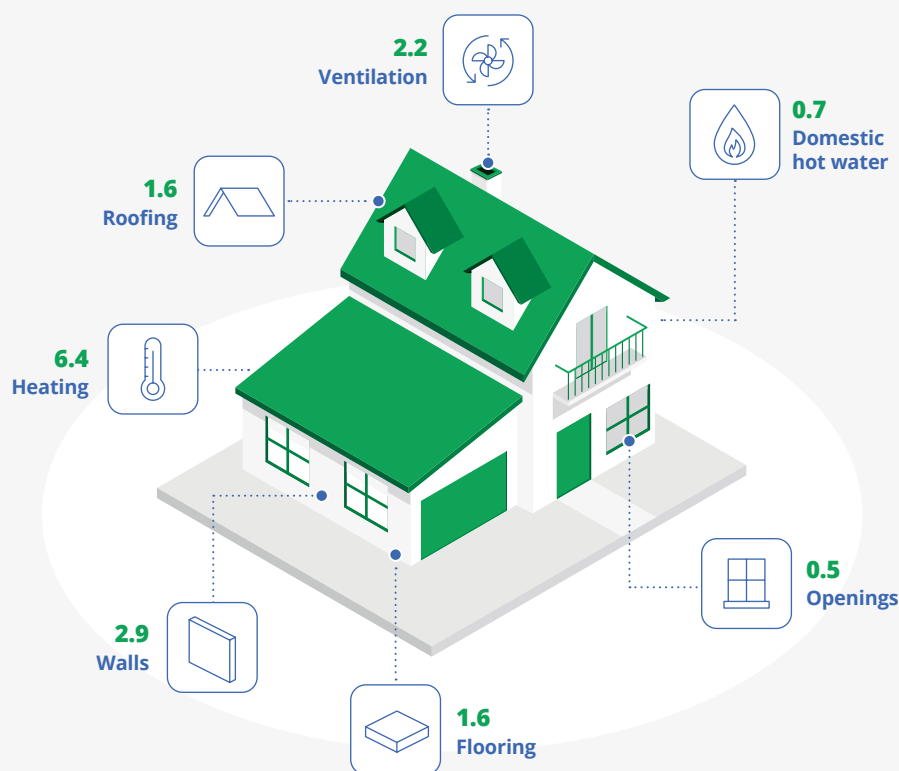 2.2
Ventilation
0.7
Domestic
hot water
1.6
Roofing
6.4
Heating
0.5
Openings
2.9
Walls
1.6
Flooring